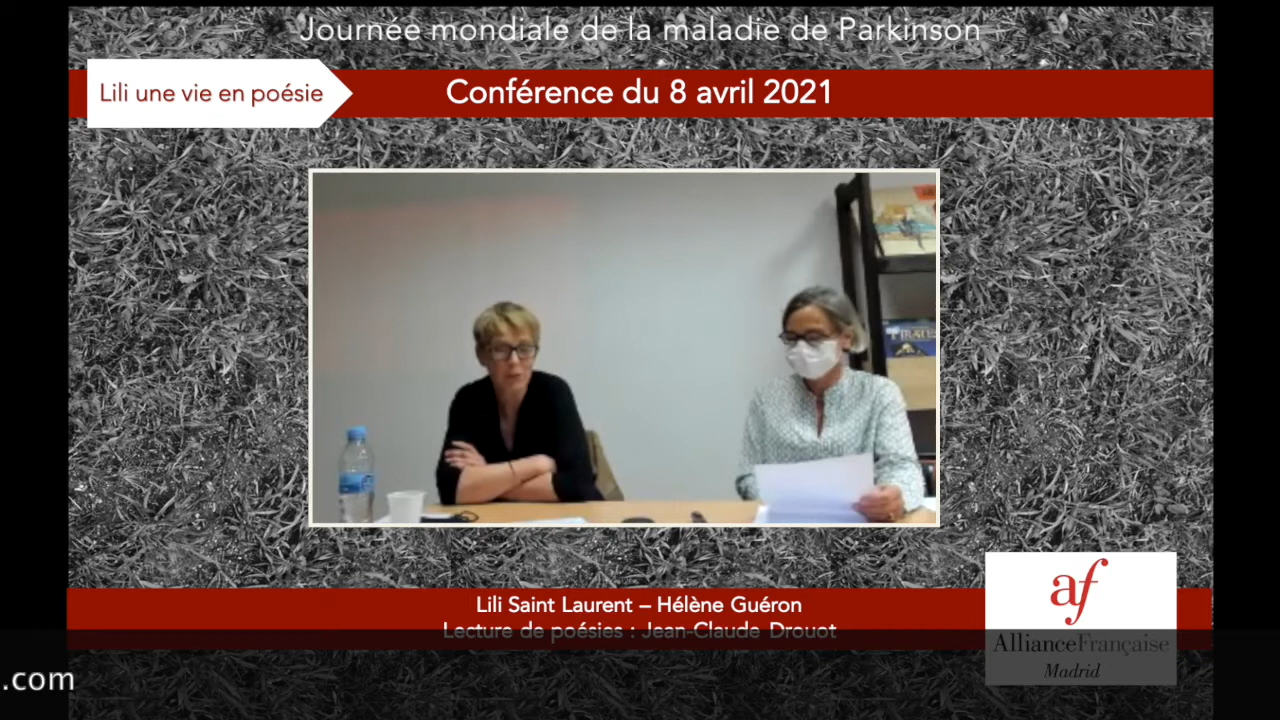 Journée mondiale de la maladie de Parkinson
Lili une vie en poésie
Conférence du 8 avril 2021
Lili Saint Laurent – Hélène Guéron
Lecture de poésies : Jean-Claude Drouot
af
AllianceFrançaise
Madrid
.com